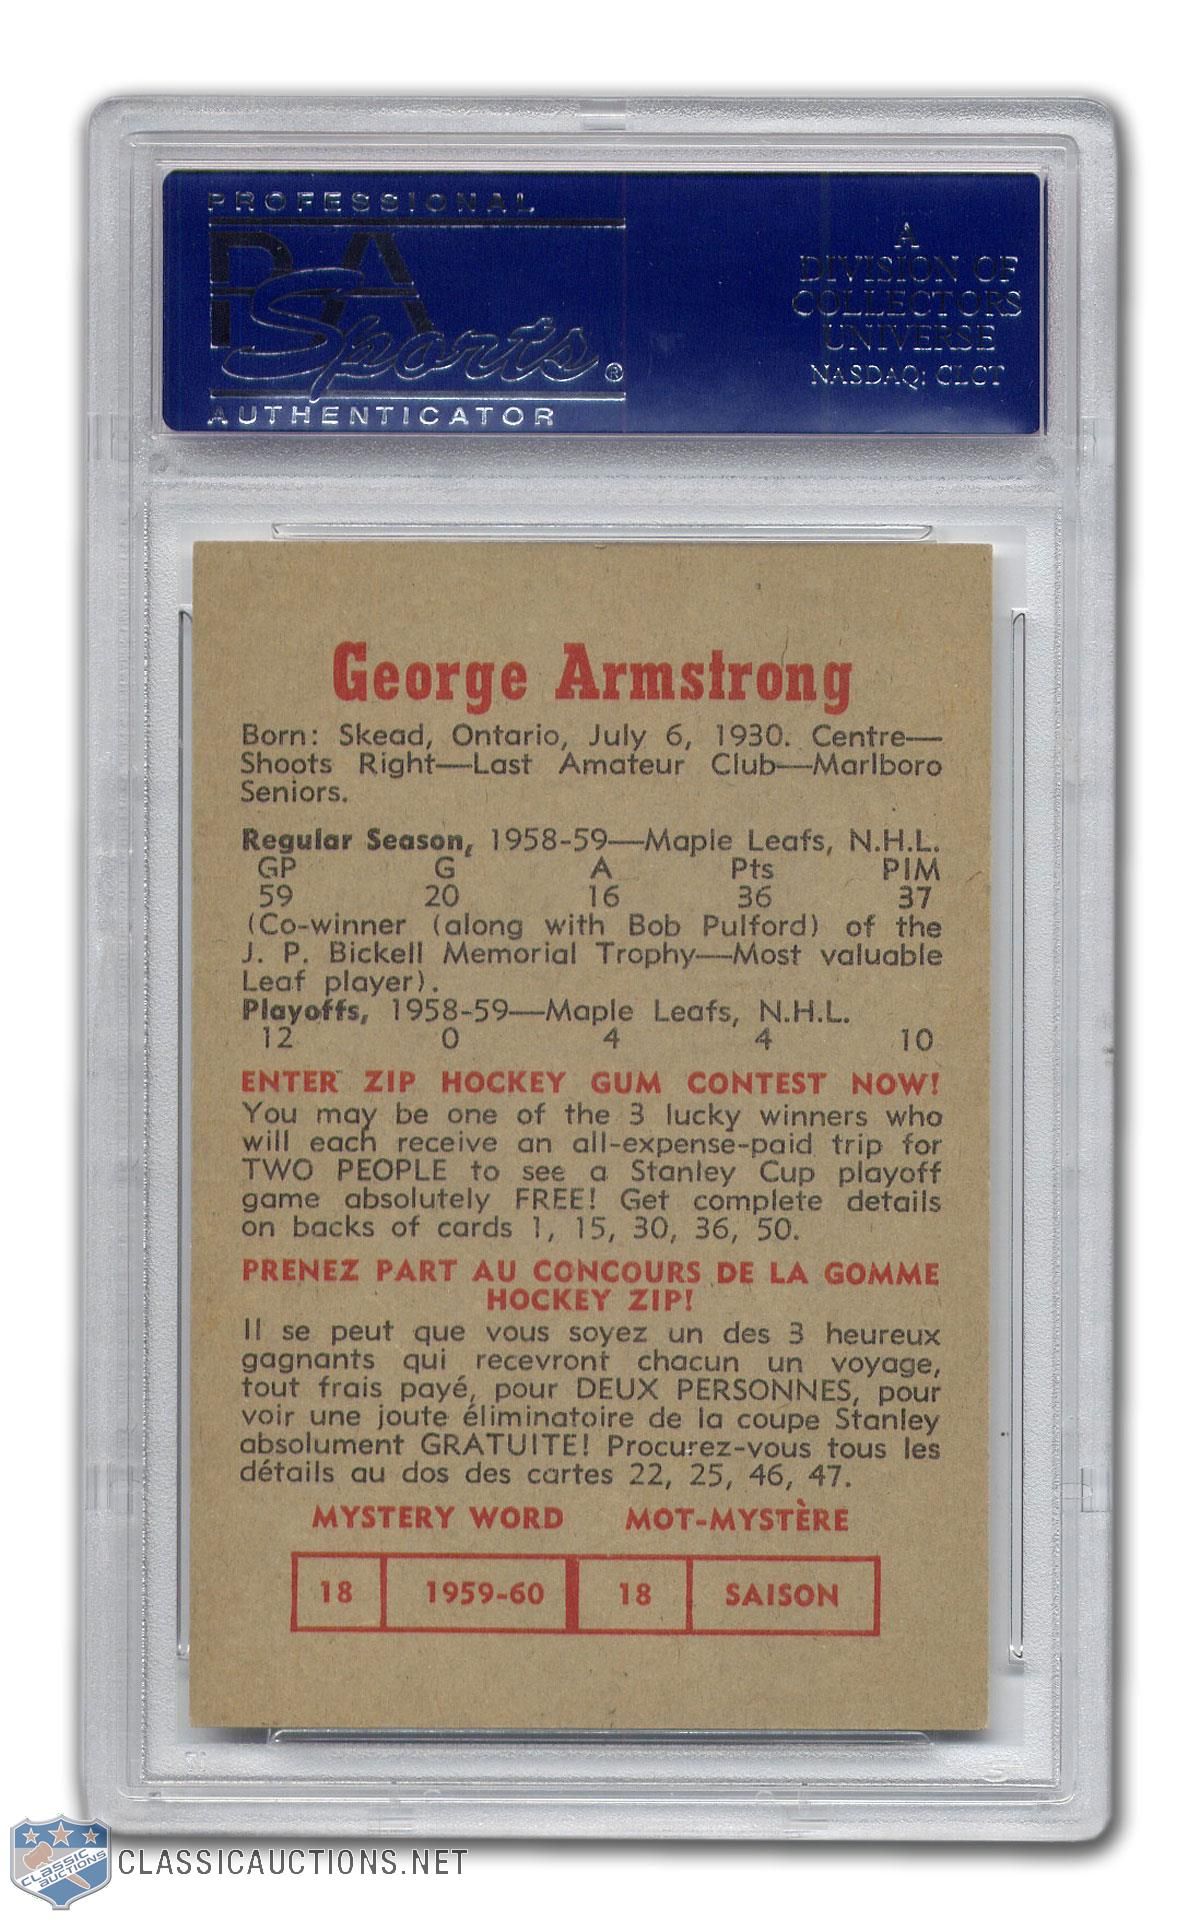 PROFESSIONAL
PSA
Sports®
AUTHENTICATOR
A
DIVISION OF
COLLECTORS
UNIVERSE
NASDAQ: CLCT
George Armstrong
Born: Skead, Ontario, July 6, 1930. Centre—
Shoots Right—Last Amateur Club—Marlboro
Seniors.
Regular Season, 1958-59—Maple Leafs, N.H.L.
GP G A Pts PIM
59 20 16 36 37
(Co-winner (along with Bob Pulford) of the
J. P. Bickell Memorial Trophy—Most valuable
Leaf player).
Playoffs, 1958-59—Maple Leafs, N.H.L.
12 0 4 4 10
ENTER ZIP HOCKEY GUM CONTEST NOW!
You may be one of the 3 lucky winners who
will each receive an all-expense-paid trip for
TWO PEOPLE to see a Stanley Cup playoff
game absolutely FREE! Get complete details
on backs of cards 1, 15, 30, 36, 50.
PRENEZ PART AU CONCOURS DE LA GOMME
HOCKEY ZIP!
Il se peut que vous soyez un des 3 heureux
gagnants qui recevront chacun un voyage,
tout frais payé, pour DEUX PERSONNES, pour
voir une joute éliminatoire de la coupe Stanley
absolument GRATUITE! Procurez-vous tous les
détails au dos des cartes 22, 25, 46, 47.
MYSTERY WORD MOT-MYSTÈRE
18 1959-60 18 SAISON
CLASSIC
AUCTIONS
CLASSICAUCTIONS.NET